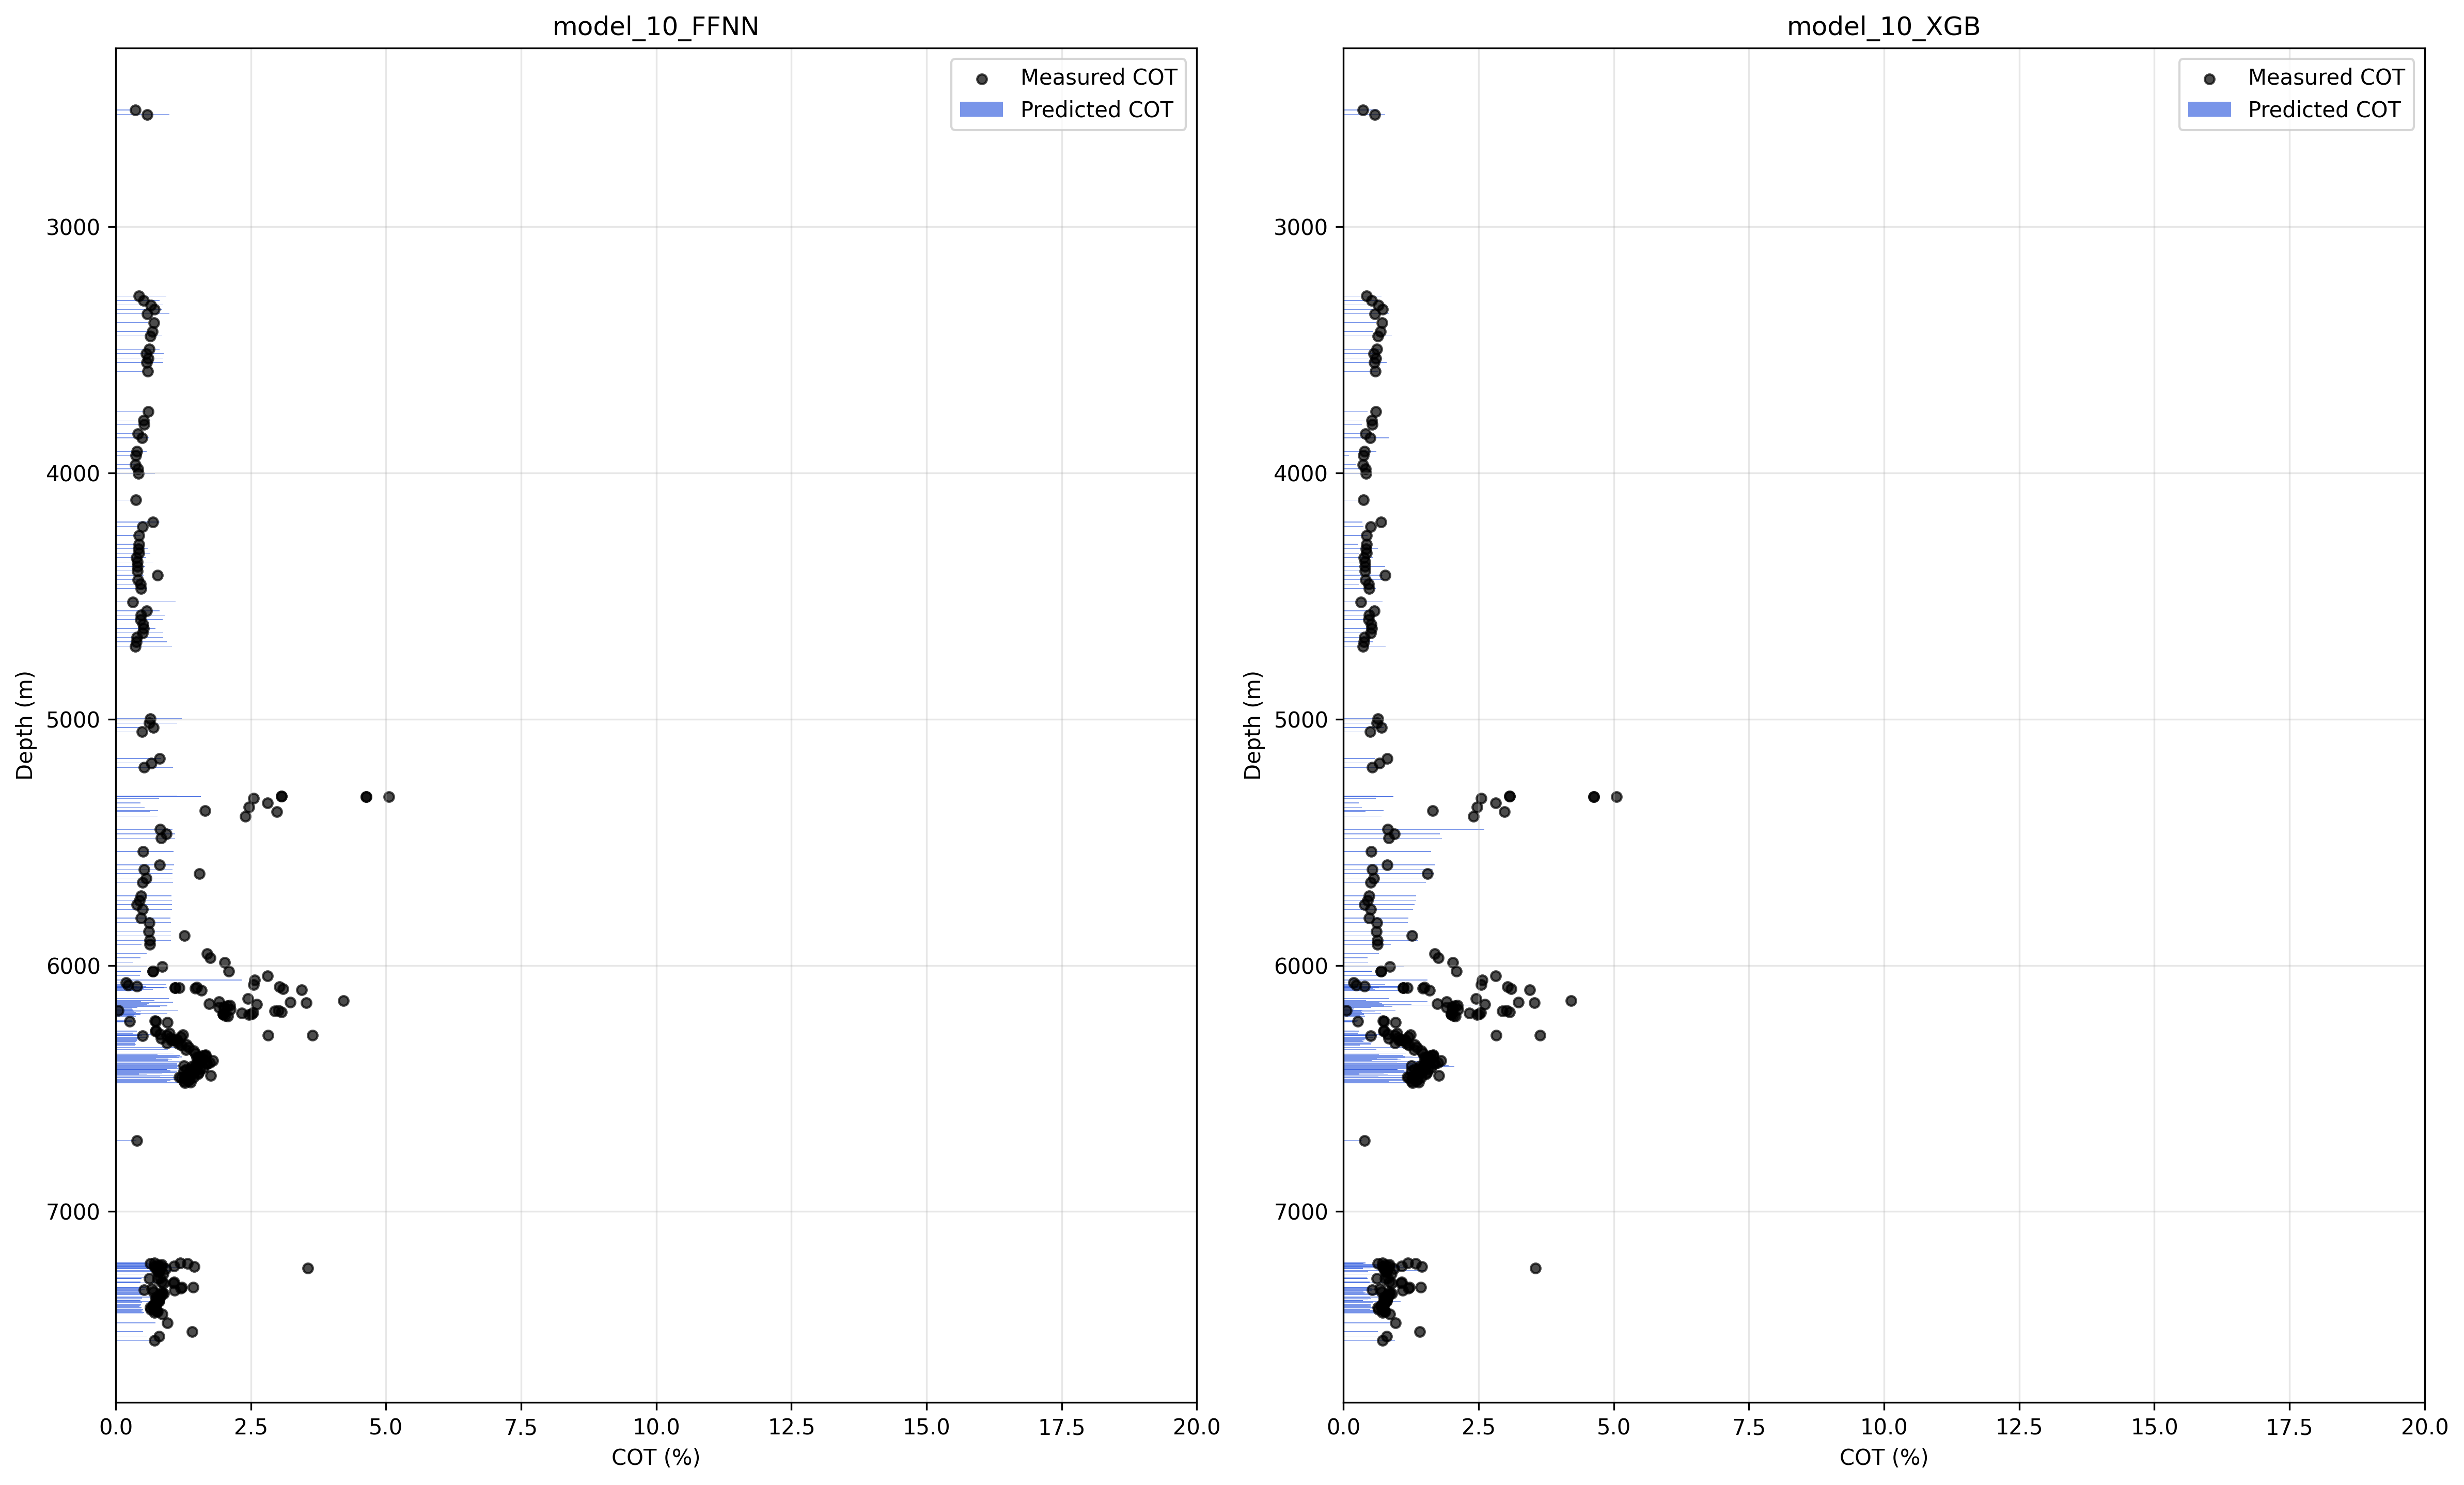 model_10_FFNN
Measured COT
Predicted COT
3000
4000
5000
6000
7000
Depth (m)
0.0 2.5 5.0 7.5 10.0 12.5 15.0 17.5 20.0
COT (%)
model_10_XGB
Measured COT
Predicted COT
3000
4000
5000
6000
7000
Depth (m)
0.0 2.5 5.0 7.5 10.0 12.5 15.0 17.5 20.0
COT (%)